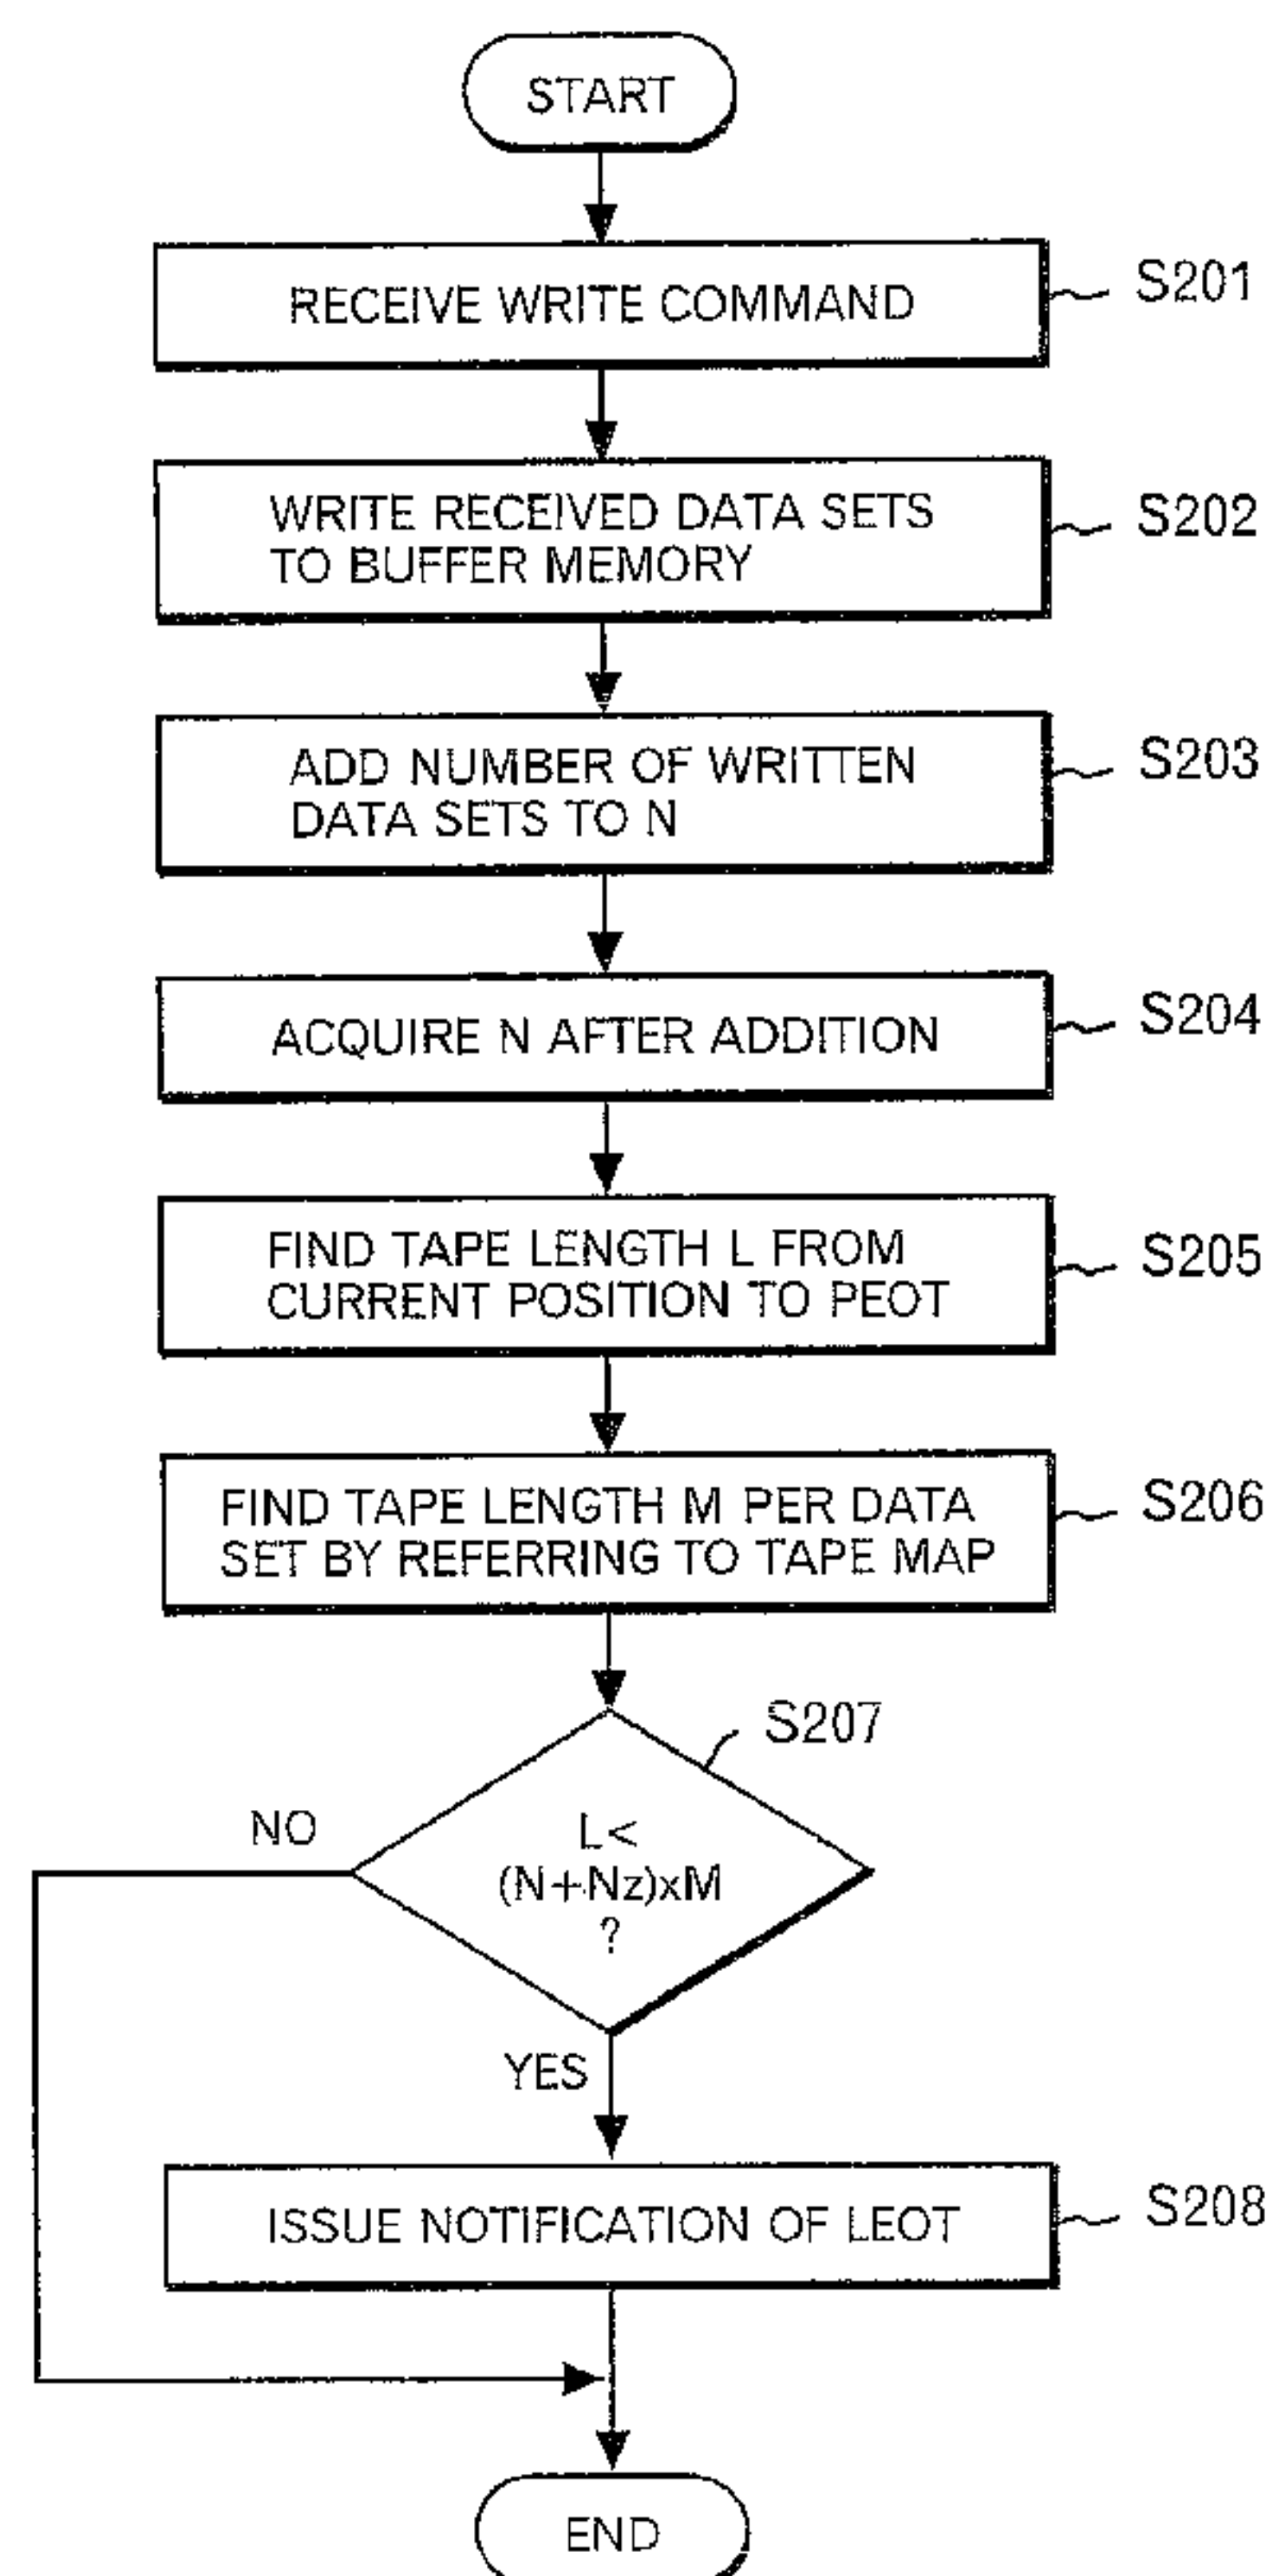 START
RECEIVE WRITE COMMAND
S201
WRITE RECEIVED DATA SETS
TO BUFFER MEMORY
S202
ADD NUMBER OF WRITTEN
DATA SETS TO N
S203
ACQUIRE N AFTER ADDITION
S204
FIND TAPE LENGTH L FROM
CURRENT POSITION TO PEOT
S205
FIND TAPE LENGTH M PER DATA
SET BY REFERRING TO TAPE MAP
S206
S207
L<
(N+Nz)xM
?
NO
YES
ISSUE NOTIFICATION OF LEOT
S208
END